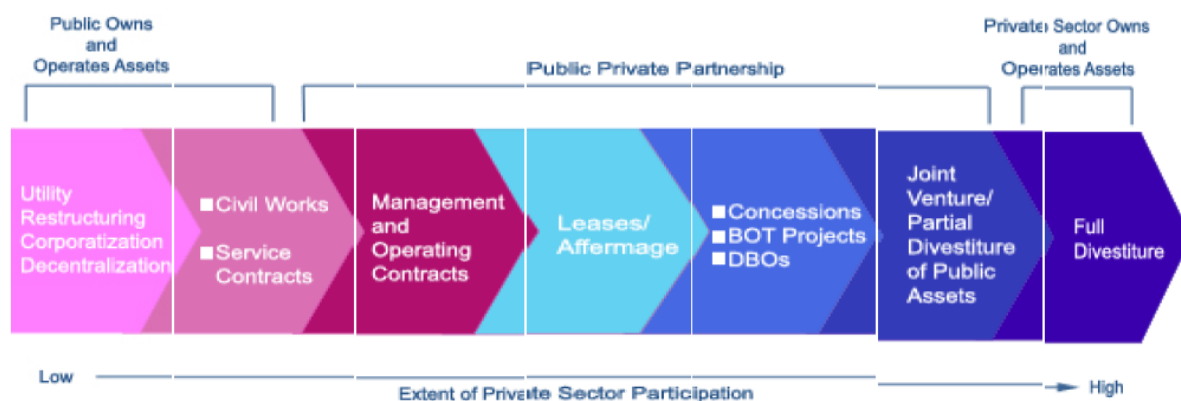 Public Owns
and
Operates Assets
Public Private Partnership
Private Sector Owns
and
Operates Assets
Utility
Restructuring
Corporatization
Decentralization
Civil Works
Service
Contracts
Management
and
Operating
Contracts
Leases/
Affermage
Concessions
BOT Projects
DBOs
Joint
Venture/
Partial
Divestiture
of Public
Assets
Full
Divestiture
Low
Extent of Private Sector Participation
High